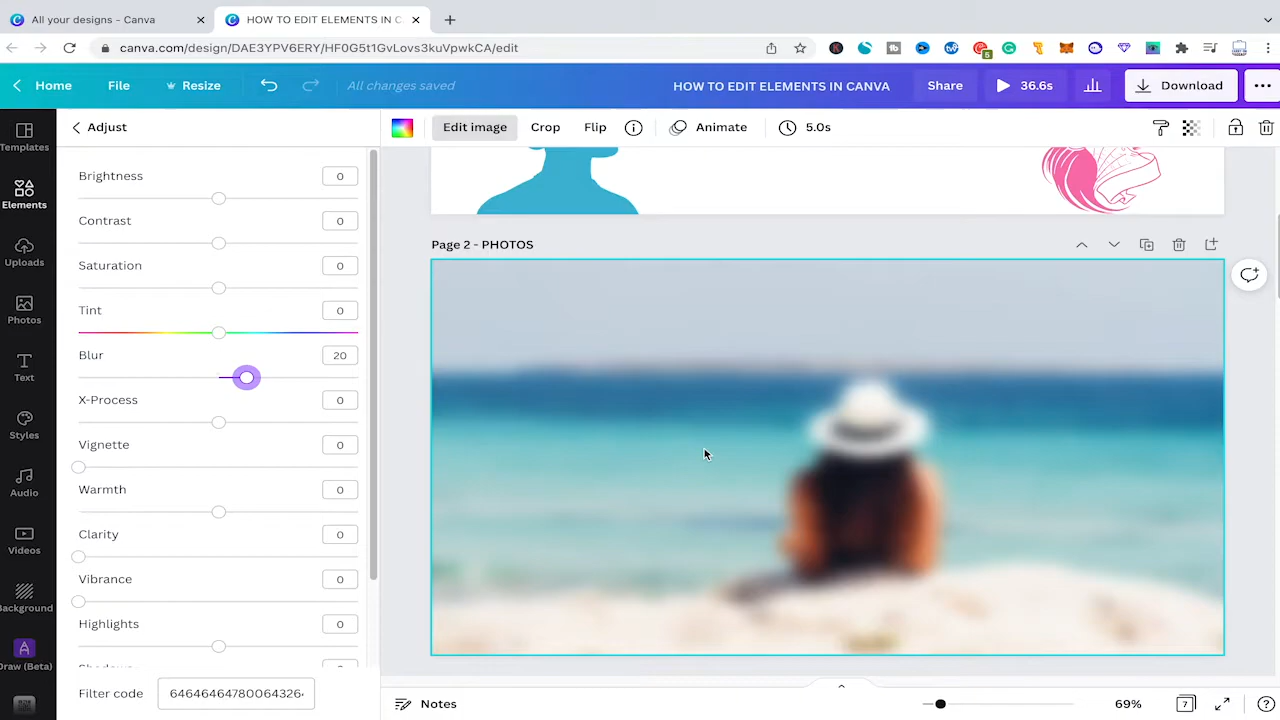 All your designs - Canva
HOW TO EDIT ELEMENTS IN C
canva.com/design/DAE3YPV6ERY/HF0G5t1GvLovs3kuVpwkCA/edit
5
Home
File
Resize
All changes saved
HOW TO EDIT ELEMENTS IN CANVA
Share
36.6s
Download
Templates
Elements
Uploads
Photos
Text
Styles
Audio
Videos
Background
Draw (Beta)
Adjust
Brightness 0
Contrast 0
Saturation 0
Tint 0
Blur 20
X-Process 0
Vignette 0
Warmth 0
Clarity 0
Vibrance 0
Highlights 0
Filter code
Edit image
Crop
Flip
Animate
5.0s
Page 2 - PHOTOS
Notes
69%
7